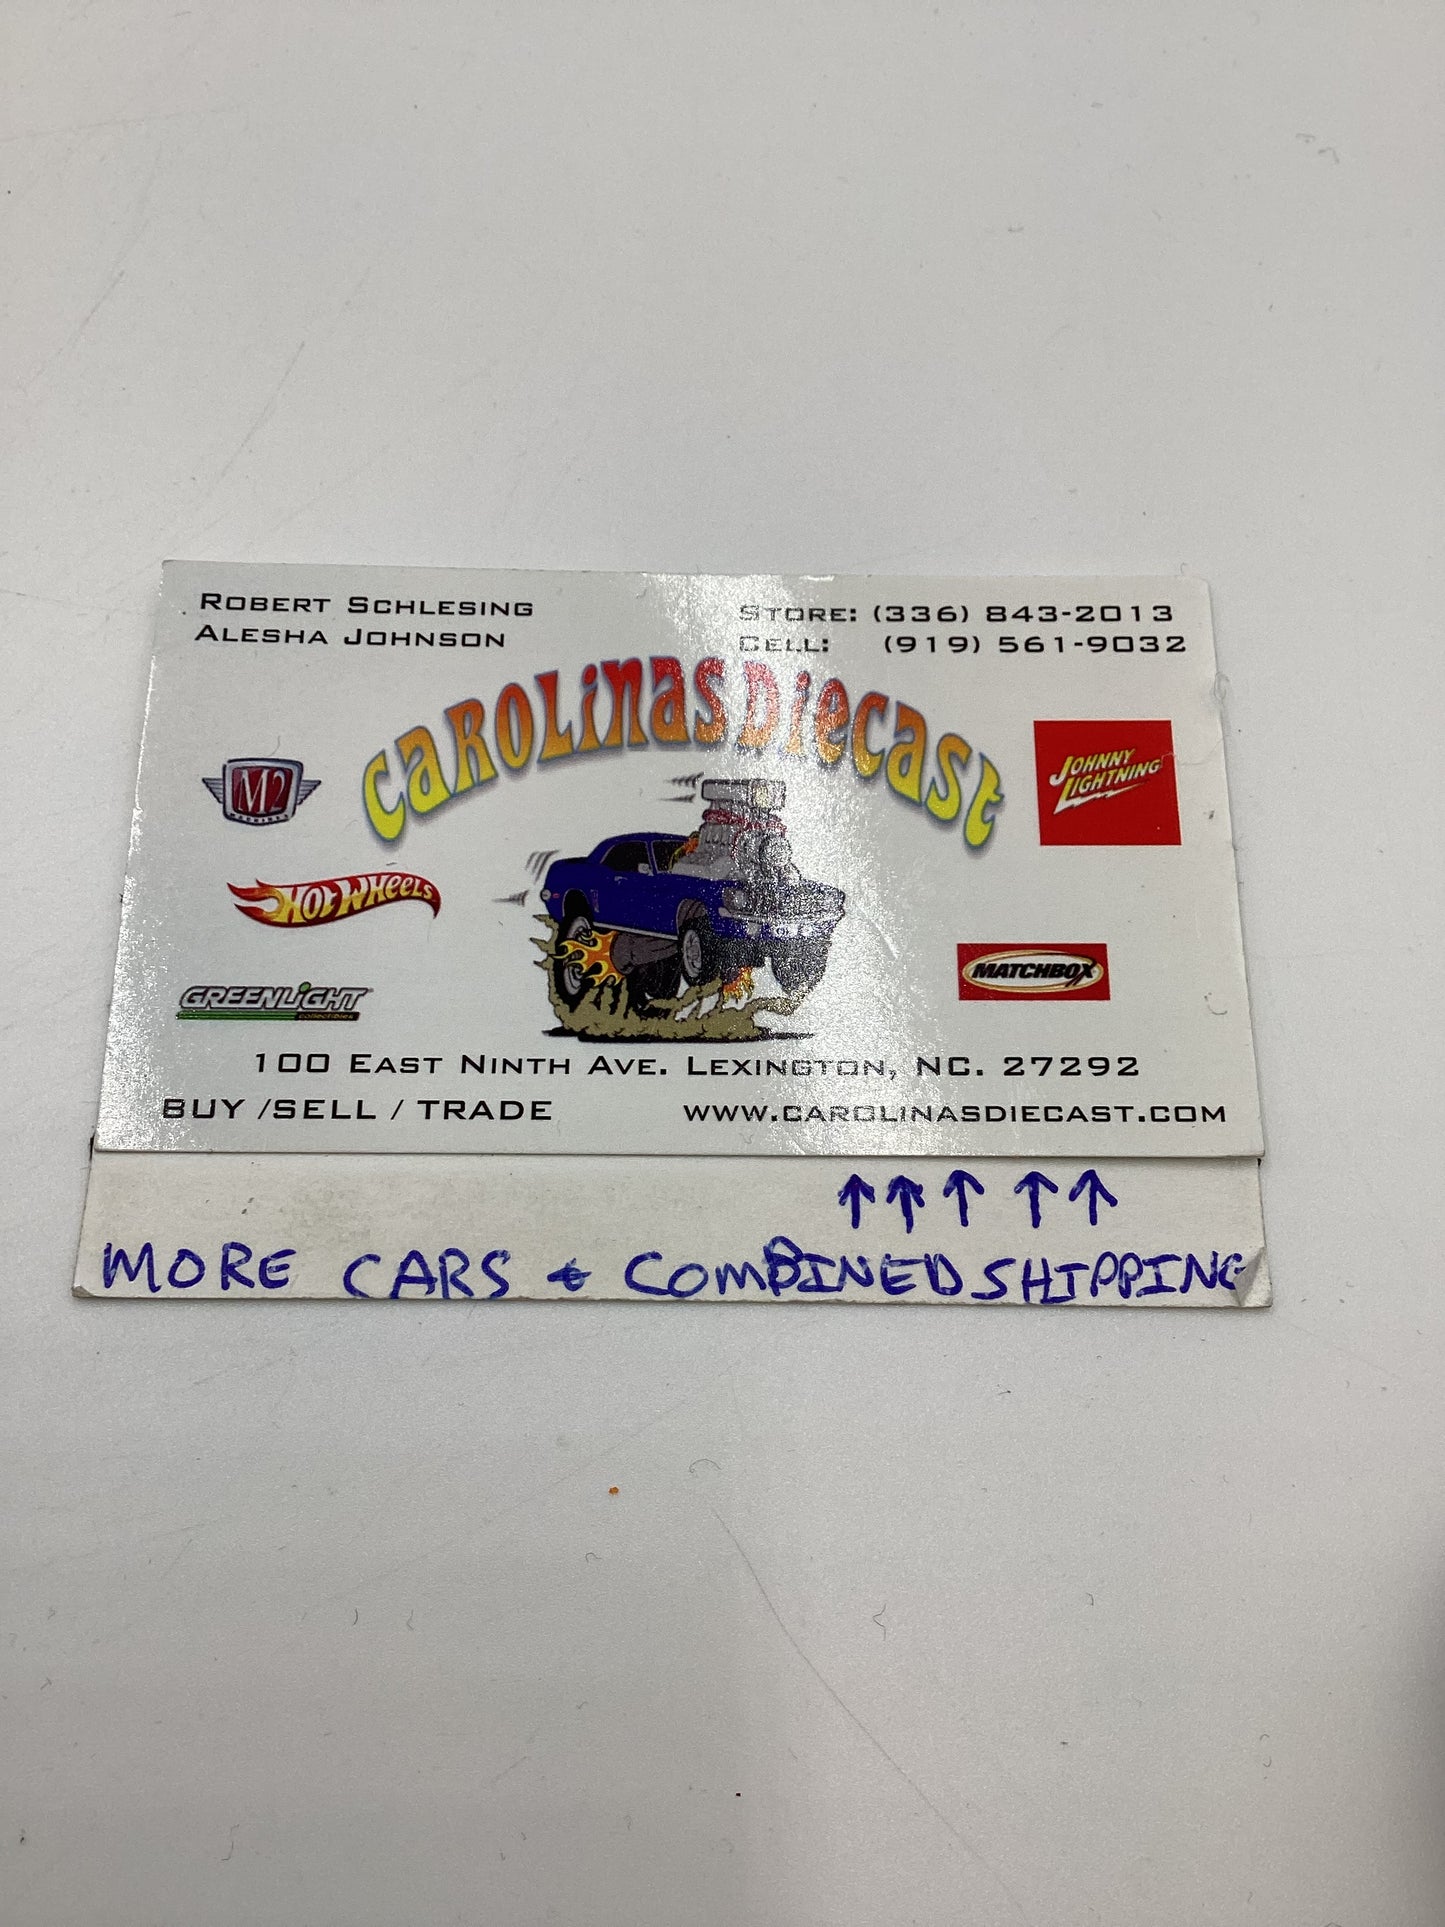 ROBERT SCHLESING
ALESHA JOHNSON
STORE: (336) 843-2013
CELL: (919) 561-9032
CAROLINAS DIECAST
M2
MACHINES
JOHNNY
LIGHTNING
HOT WHEELS
MATCHBOX
GREENLIGHT
collectibles
100 EAST NINTH AVE. LEXINGTON, NC. 27292
BUY /SELL / TRADE
WWW.CAROLINASDIECAST.COM
↑↑↑ ↑↑
MORE CARS & COMBINED SHIPPING